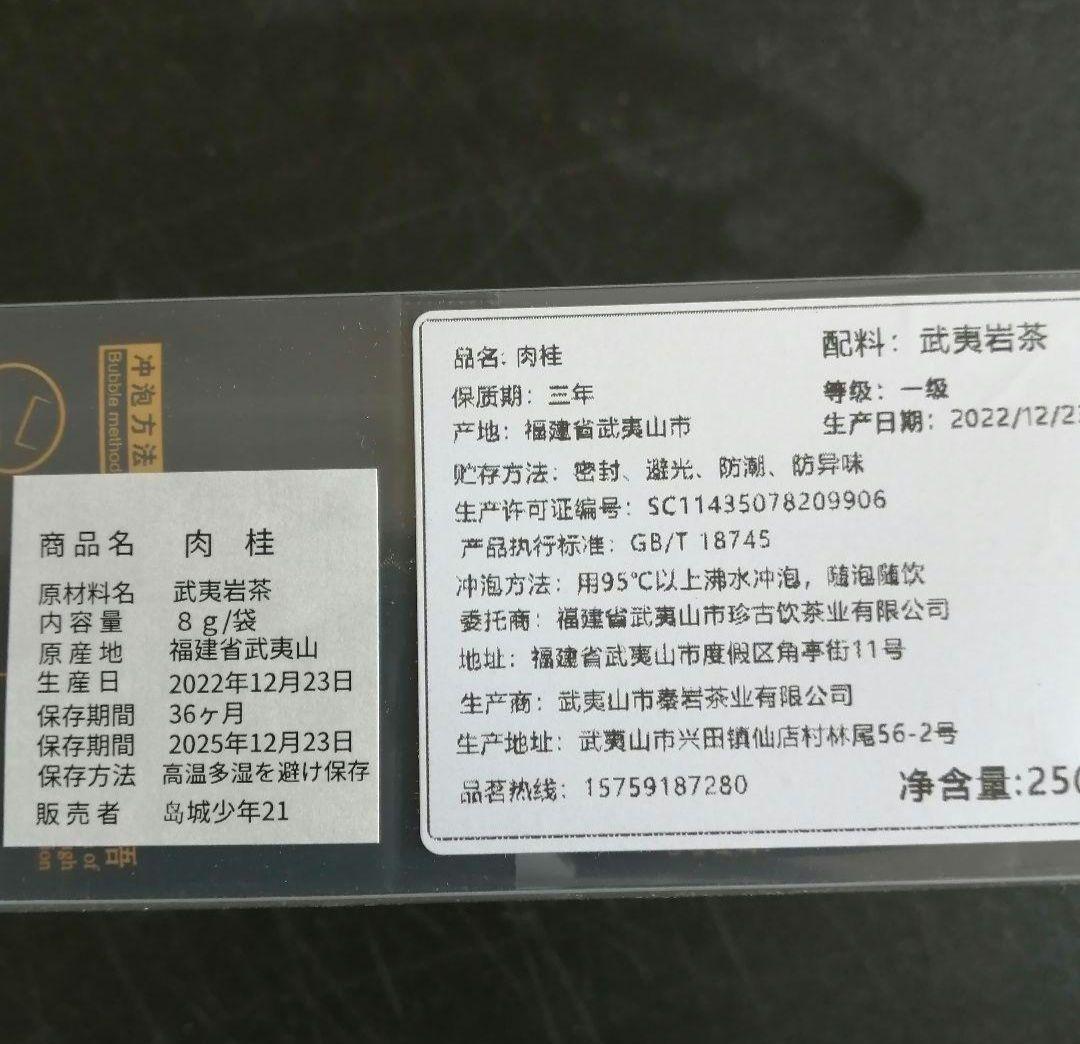 冲泡方法
Bubble method
商品名 肉 桂
原材料名 武夷岩茶
内容量 8g/袋
原産地 福建省武夷山
生産日 2022年12月23日
保存期間 36ヶ月
保存期間 2025年12月23日
保存方法 高温多湿を避け保存
販売者 岛城少年21
品名: 肉桂
配料: 武夷岩茶
保质期: 三年
等级: 一级
产地: 福建省武夷山市
生产日期: 2022/12/2
贮存方法: 密封、避光、防潮、防异味
生产许可证编号: SC11435078209906
产品执行标准: GB/T 18745
冲泡方法: 用95℃以上沸水冲泡，随泡随饮
委托商: 福建省武夷山市珍古饮茶业有限公司
地址: 福建省武夷山市度假区角亭街11号
生产商: 武夷山市秦岩茶业有限公司
生产地址: 武夷山市兴田镇仙店村林尾56-2号
品茗热线: 15759187280
净含量:250
of